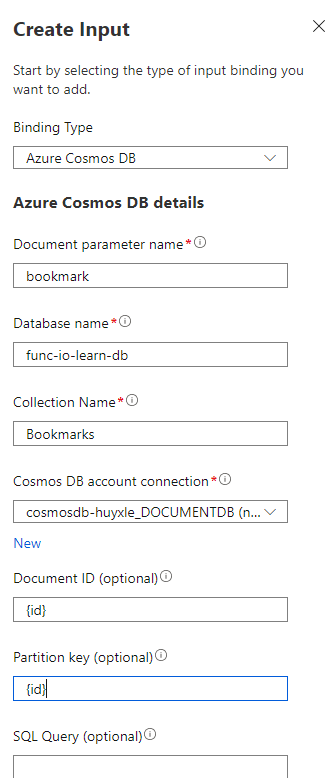 Create Input
Start by selecting the type of input binding you
want to add.
Binding Type
Azure Cosmos DB
Azure Cosmos DB details
Document parameter name*
bookmark
Database name*
func-io-learn-db
Collection Name*
Bookmarks
Cosmos DB account connection*
cosmosdb-huyxle_DOCUMENTDB (n...
New
Document ID (optional)
{id}
Partition key (optional)
{id}
SQL Query (optional)